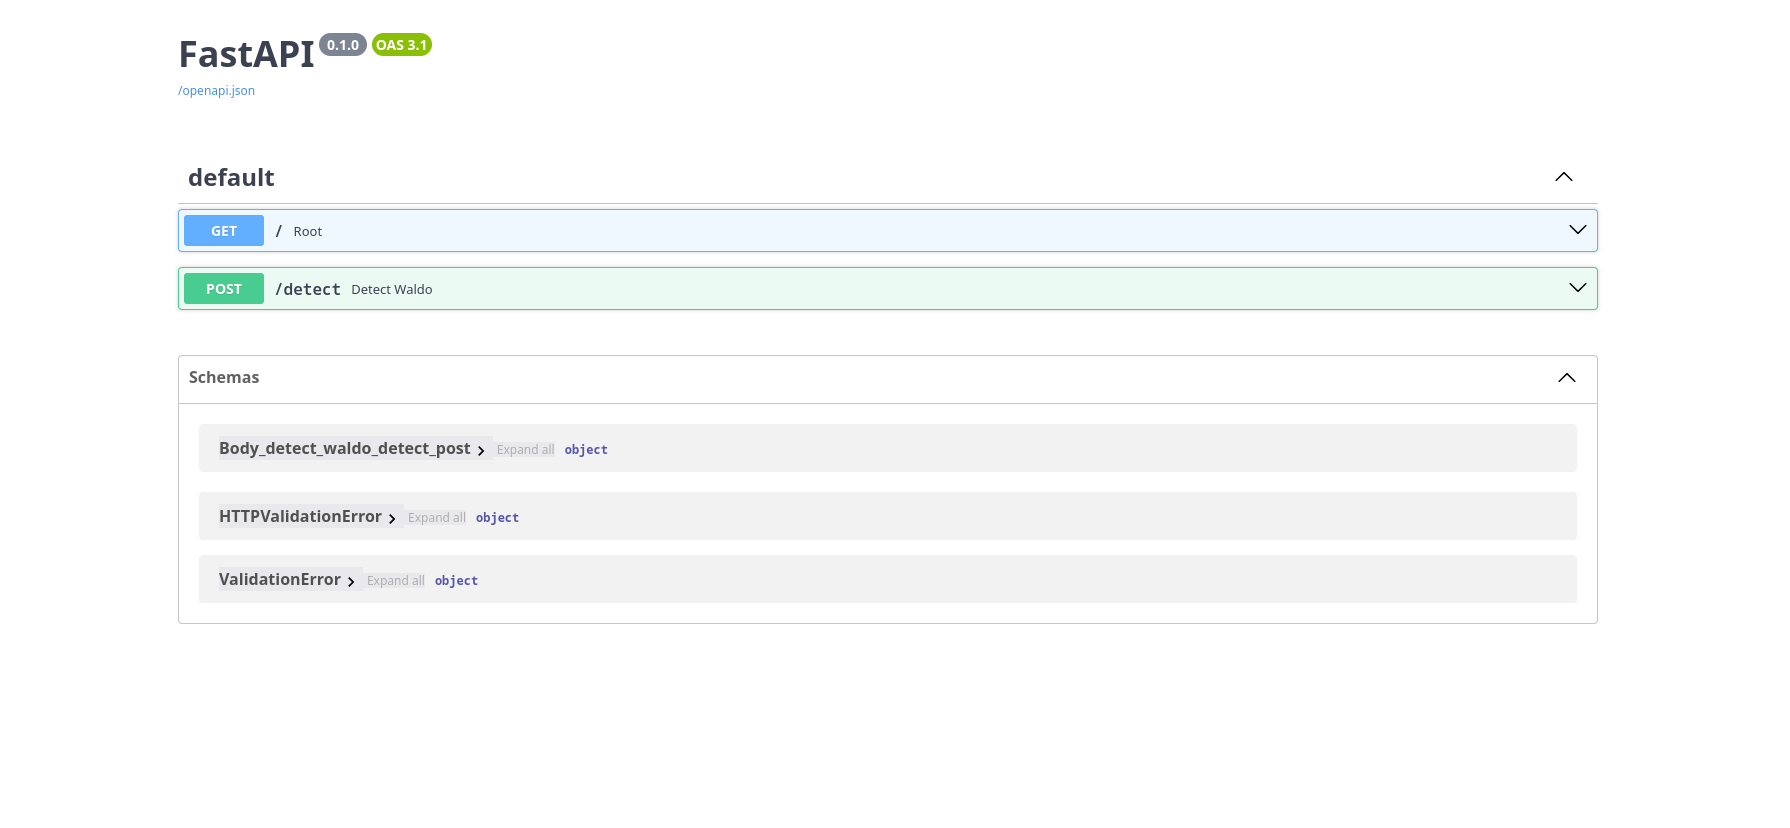 FastAPI 0.1.0 OAS 3.1
/openapi.json
default
GET / Root
POST /detect Detect Waldo
Schemas
Body_detect_waldo_detect_post Expand all object
HTTPValidationError Expand all object
ValidationError Expand all object